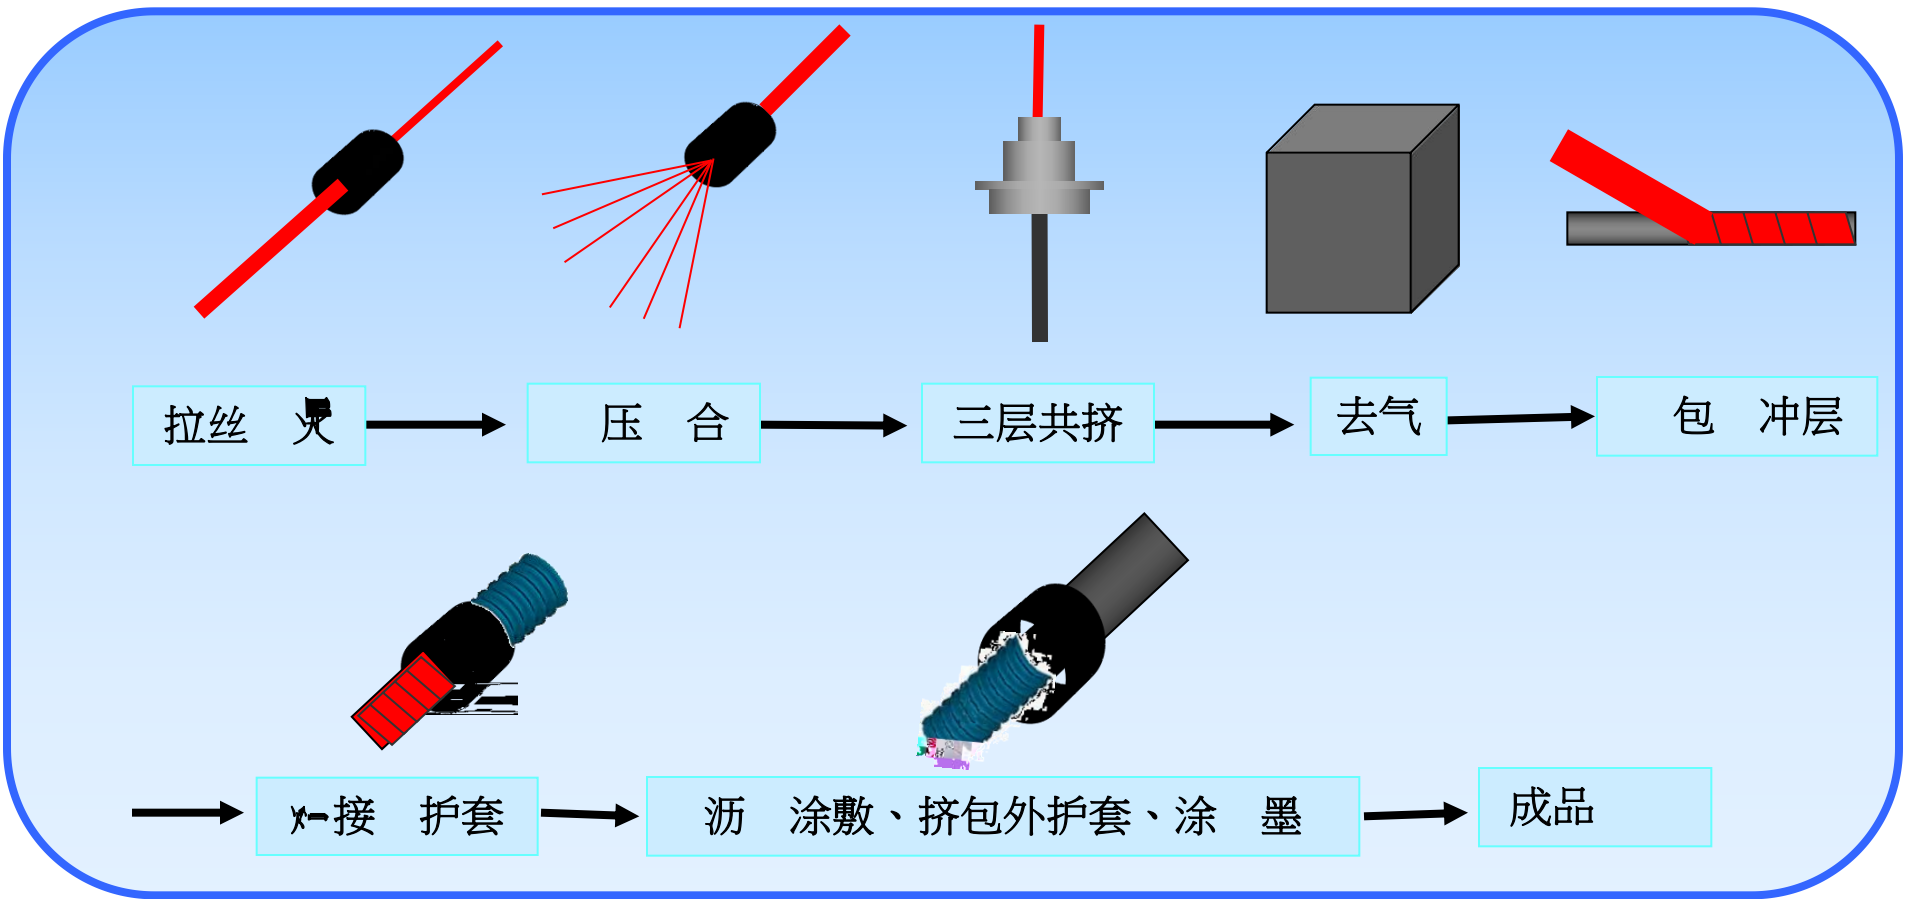 拉丝 火
压 合
三层共挤
去气
包 冲层
接 护套
沥 涂敷、挤包外护套、涂 墨
成品